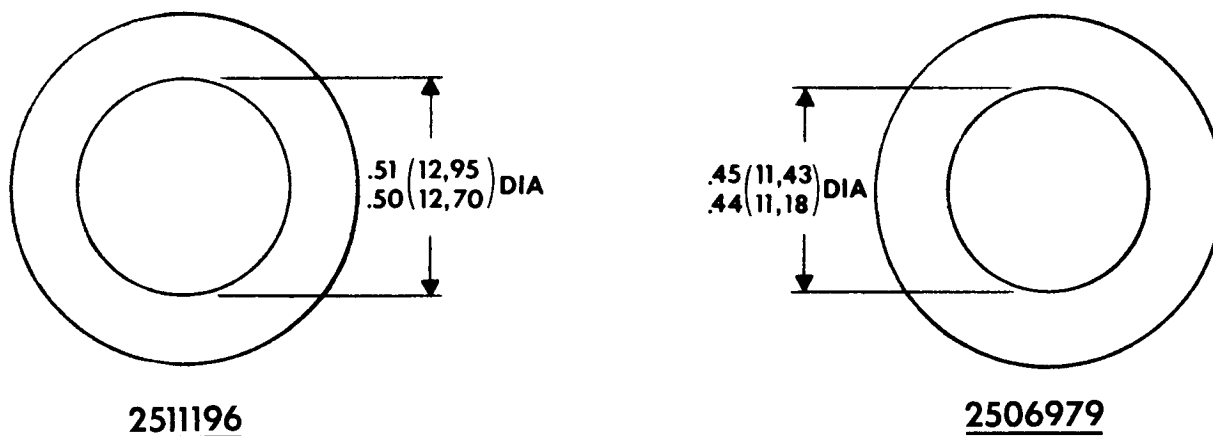 .51 (12,95
.50 (12,70) DIA
.45 (11,43
.44 (11,18) DIA
2511196
2506979